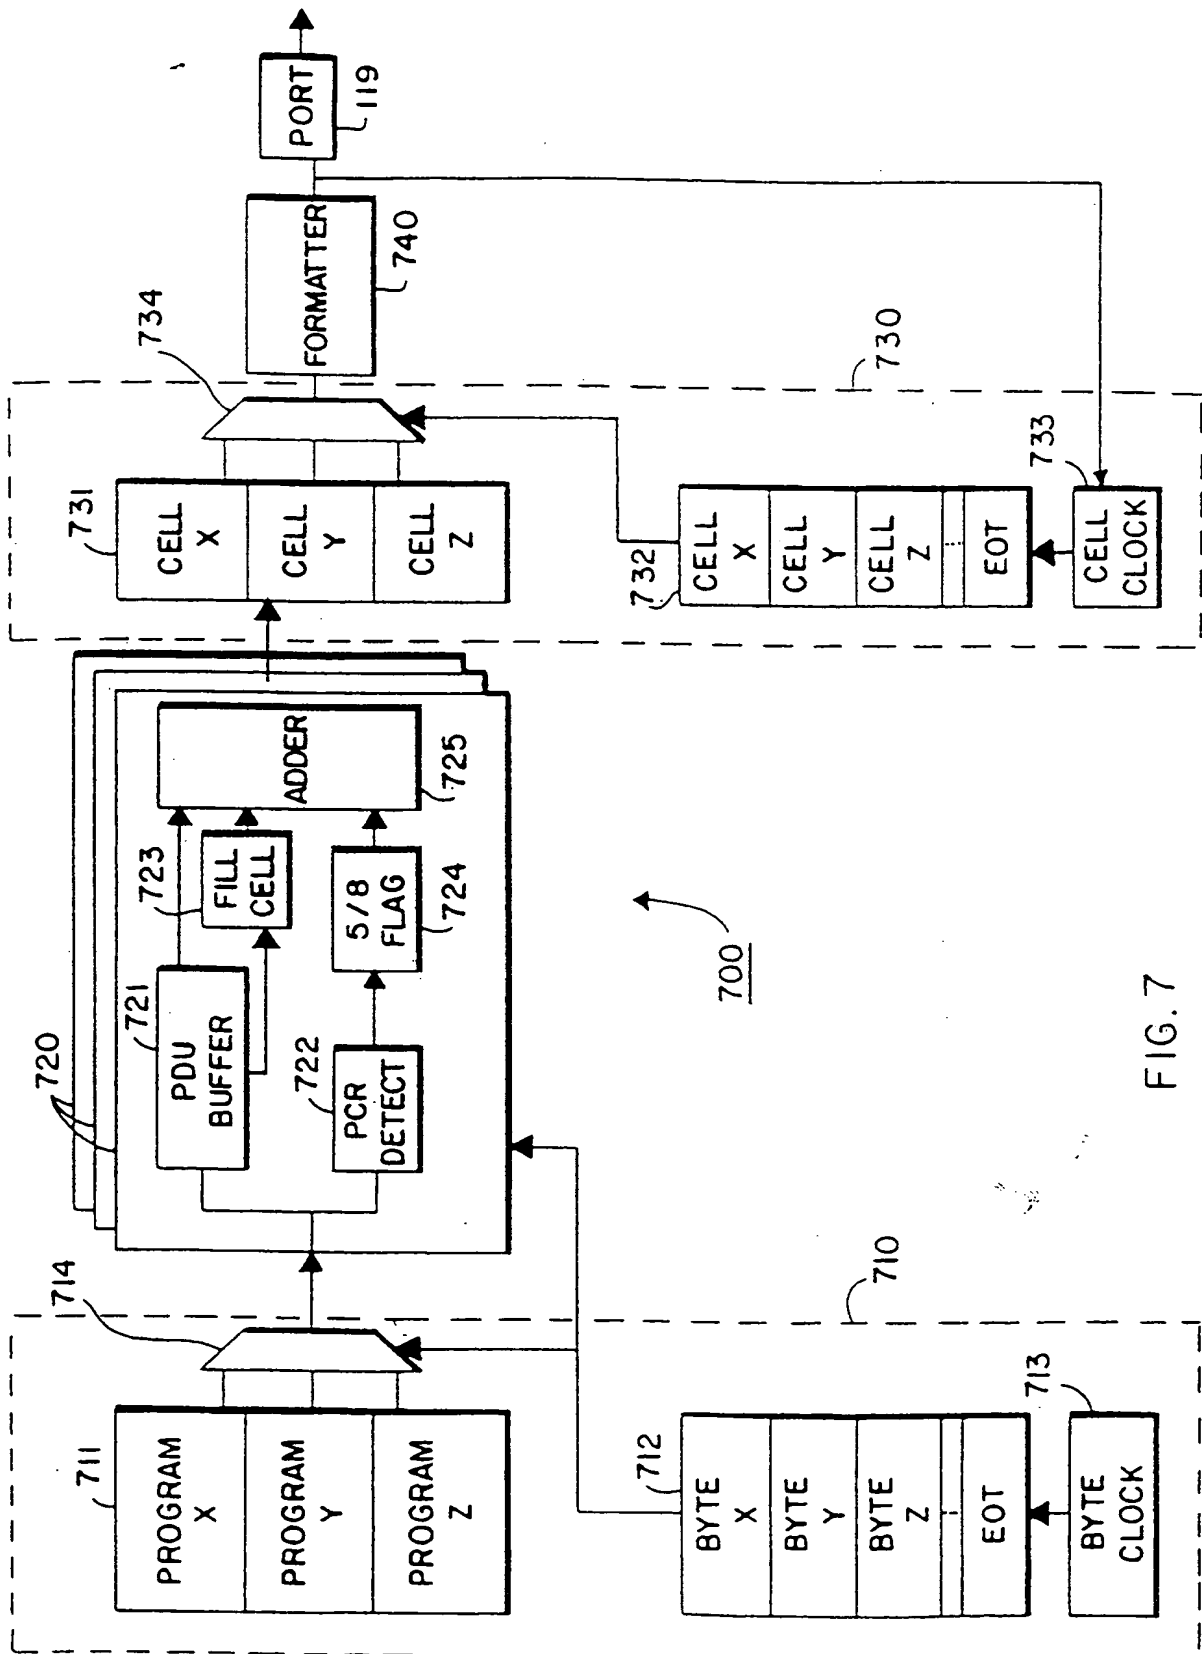 711
PROGRAM
X
PROGRAM
Y
PROGRAM
Z
714
712
BYTE
X
BYTE
Y
BYTE
Z
EOT
BYTE
CLOCK
713
710
720
721
PDU
BUFFER
722
PCR
DETECT
723
FILL
CELL
5/8
FLAG
724
ADDER
725
700
731
CELL
X
CELL
Y
CELL
Z
734
732
CELL
X
CELL
Y
CELL
Z
EOT
CELL
CLOCK
733
730
FORMATTER
740
PORT
119
FIG. 7